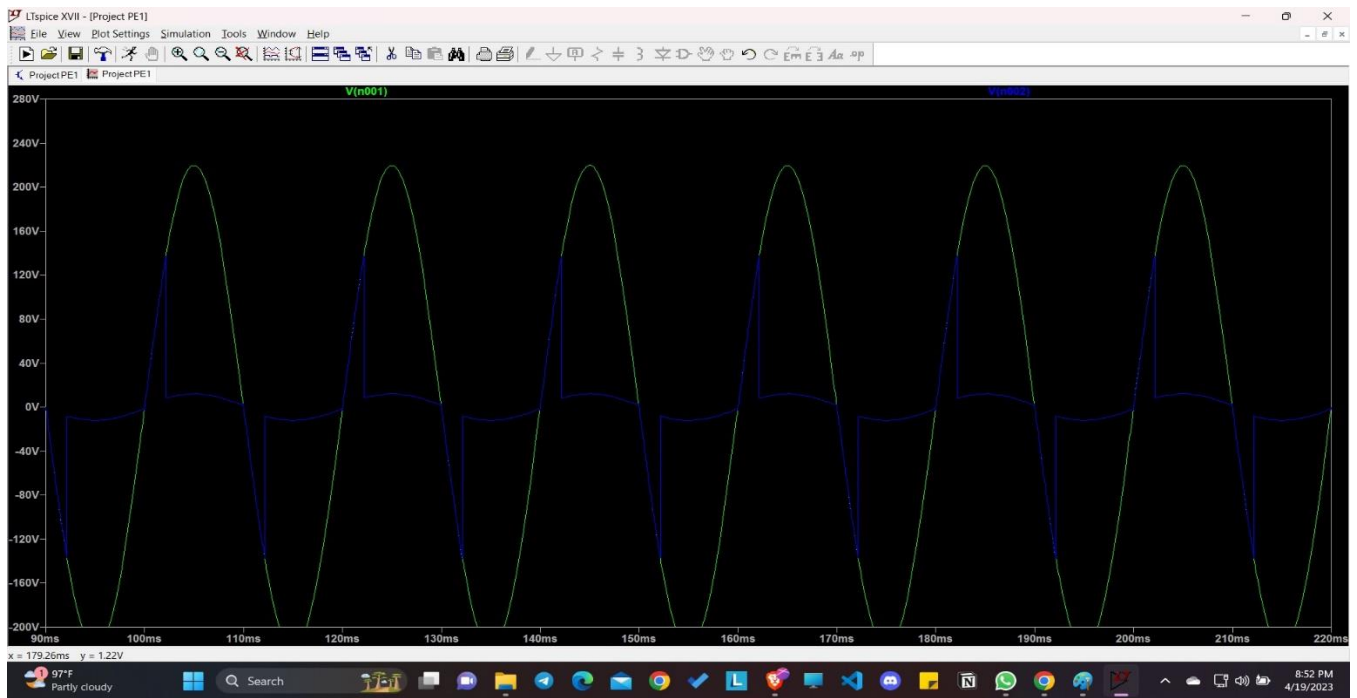 LTspice XVII - [Project PE1]
File View Plot Settings Simulation Tools Window Help
Project PE1 Project PE1
V(n001) V(n002)
280V
240V
200V
160V
120V
80V
40V
0V
-40V
-80V
-120V
-160V
-200V
90ms 100ms 110ms 120ms 130ms 140ms 150ms 160ms 170ms 180ms 190ms 200ms 210ms 220ms
x = 179.26ms y = 1.22V
97°F
Partly cloudy
Search
8:52 PM
4/19/2023